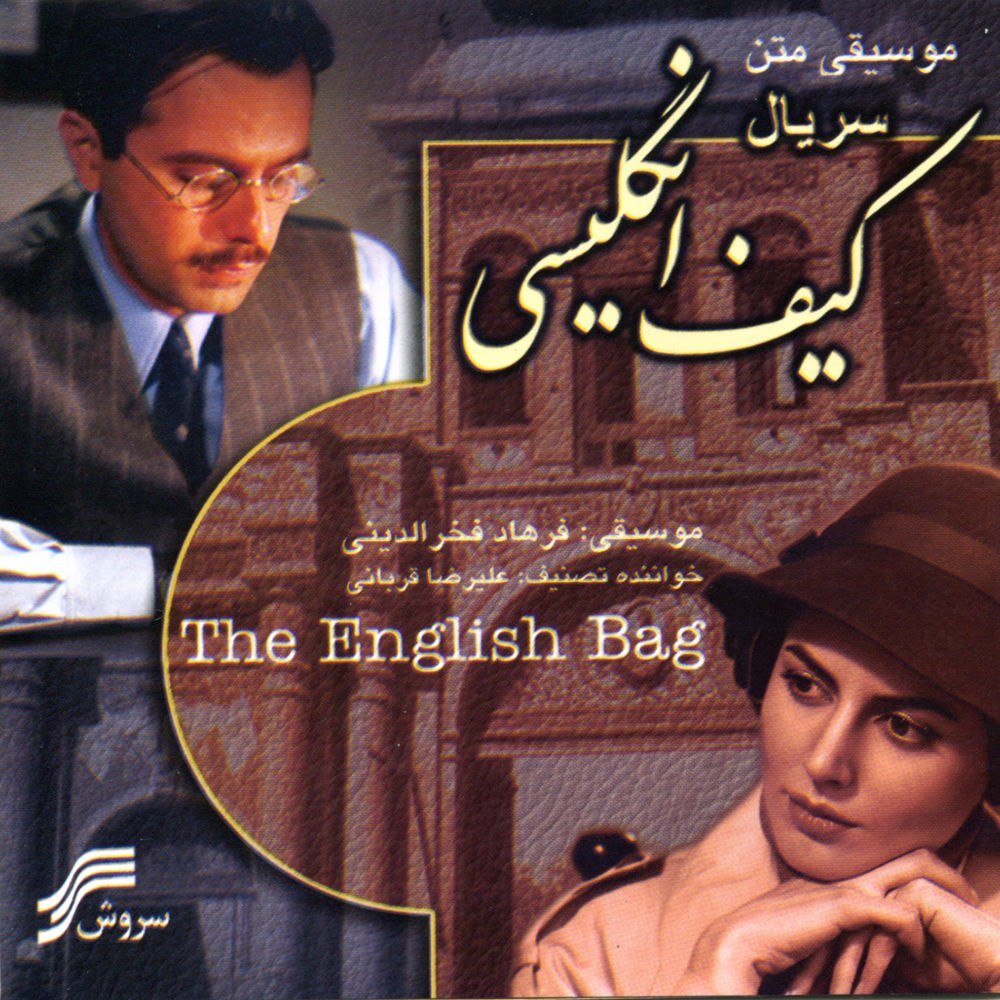 موسیقی متن
سریال
کیف انگلیسی
موسیقی: فرهاد فخرالدینی
خواننده تصنیف: علیرضا قربانی
The English Bag
سروش